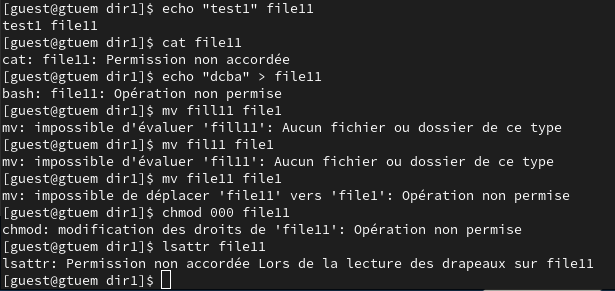 [guest@gtuem dir1]$ echo "test1" file11
test1 file11
[guest@gtuem dir1]$ cat file11
cat: file11: Permission non accordée
[guest@gtuem dir1]$ echo "dcba" > file11
bash: file11: Opération non permise
[guest@gtuem dir1]$ mv fill11 file1
mv: impossible d'évaluer 'fill11': Aucun fichier ou dossier de ce type
[guest@gtuem dir1]$ mv fil11 file1
mv: impossible d'évaluer 'fil11': Aucun fichier ou dossier de ce type
[guest@gtuem dir1]$ mv file11 file1
mv: impossible de déplacer 'file11' vers 'file1': Opération non permise
[guest@gtuem dir1]$ chmod 000 file11
chmod: modification des droits de 'file11': Opération non permise
[guest@gtuem dir1]$ lsattr file11
lsattr: Permission non accordée Lors de la lecture des drapeaux sur file11
[guest@gtuem dir1]$